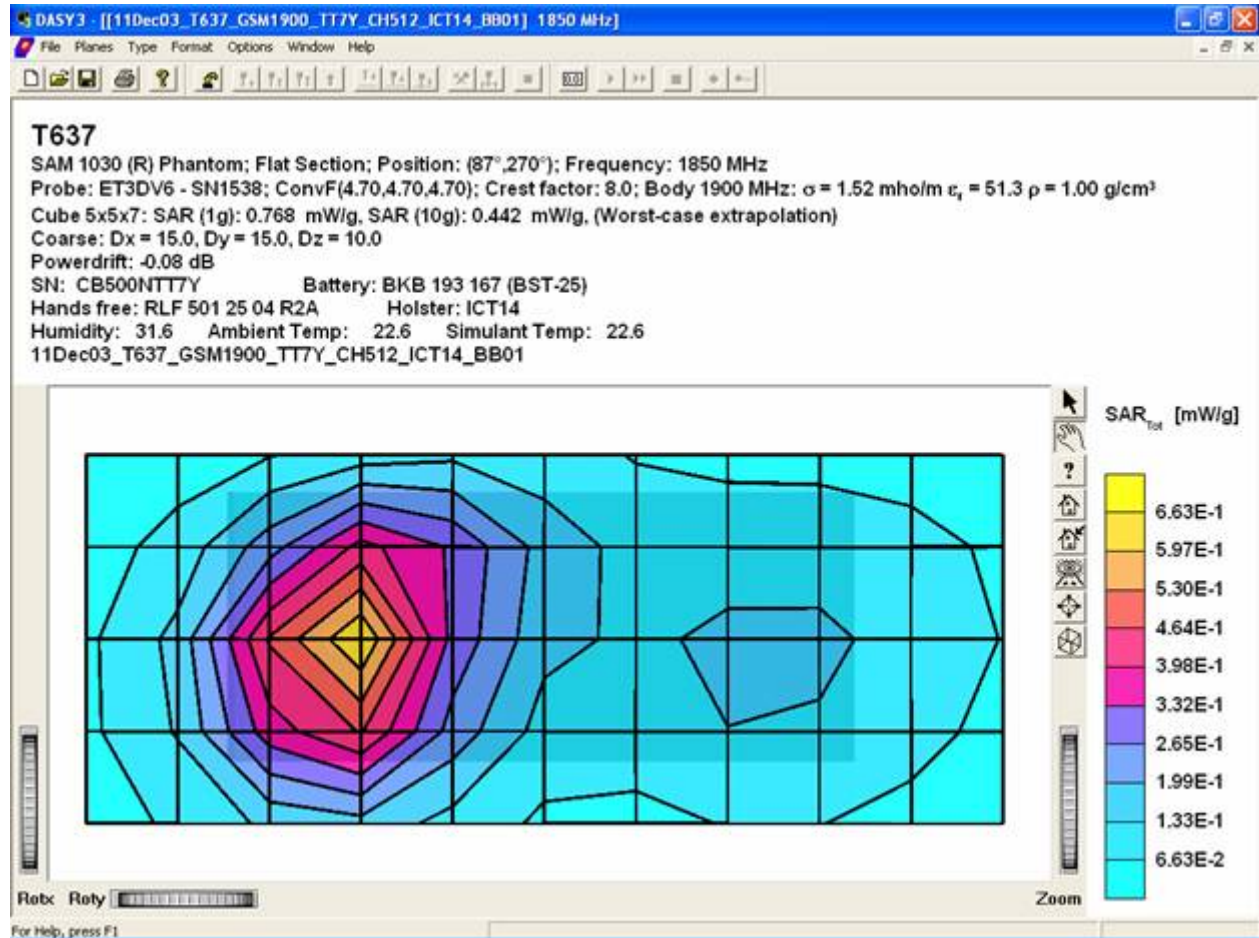 DASY3 - [[11Dec03_T637_GSM1900_TT7Y_CH512_ICT14_BB01] 1850 MHz]
File Planes Type Format Options Window Help
T637
SAM 1030 (R) Phantom; Flat Section; Position: (87°,270°); Frequency: 1850 MHz
Probe: ET3DV6 - SN1538; ConvF(4.70,4.70,4.70); Crest factor: 8.0; Body 1900 MHz: σ = 1.52 mho/m εr = 51.3 ρ = 1.00 g/cm³
Cube 5x5x7: SAR (1g): 0.768 mW/g, SAR (10g): 0.442 mW/g, (Worst-case extrapolation)
Coarse: Dx = 15.0, Dy = 15.0, Dz = 10.0
Powerdrift: -0.08 dB
SN: CB500NTT7Y Battery: BKB 193 167 (BST-25)
Hands free: RLF 501 25 04 R2A Holster: ICT14
Humidity: 31.6 Ambient Temp: 22.6 Simulant Temp: 22.6
11Dec03_T637_GSM1900_TT7Y_CH512_ICT14_BB01
SARTot [mW/g]
6.63E-1
5.97E-1
5.30E-1
4.64E-1
3.98E-1
3.32E-1
2.65E-1
1.99E-1
1.33E-1
6.63E-2
Rotx Roty Zoom
For Help, press F1